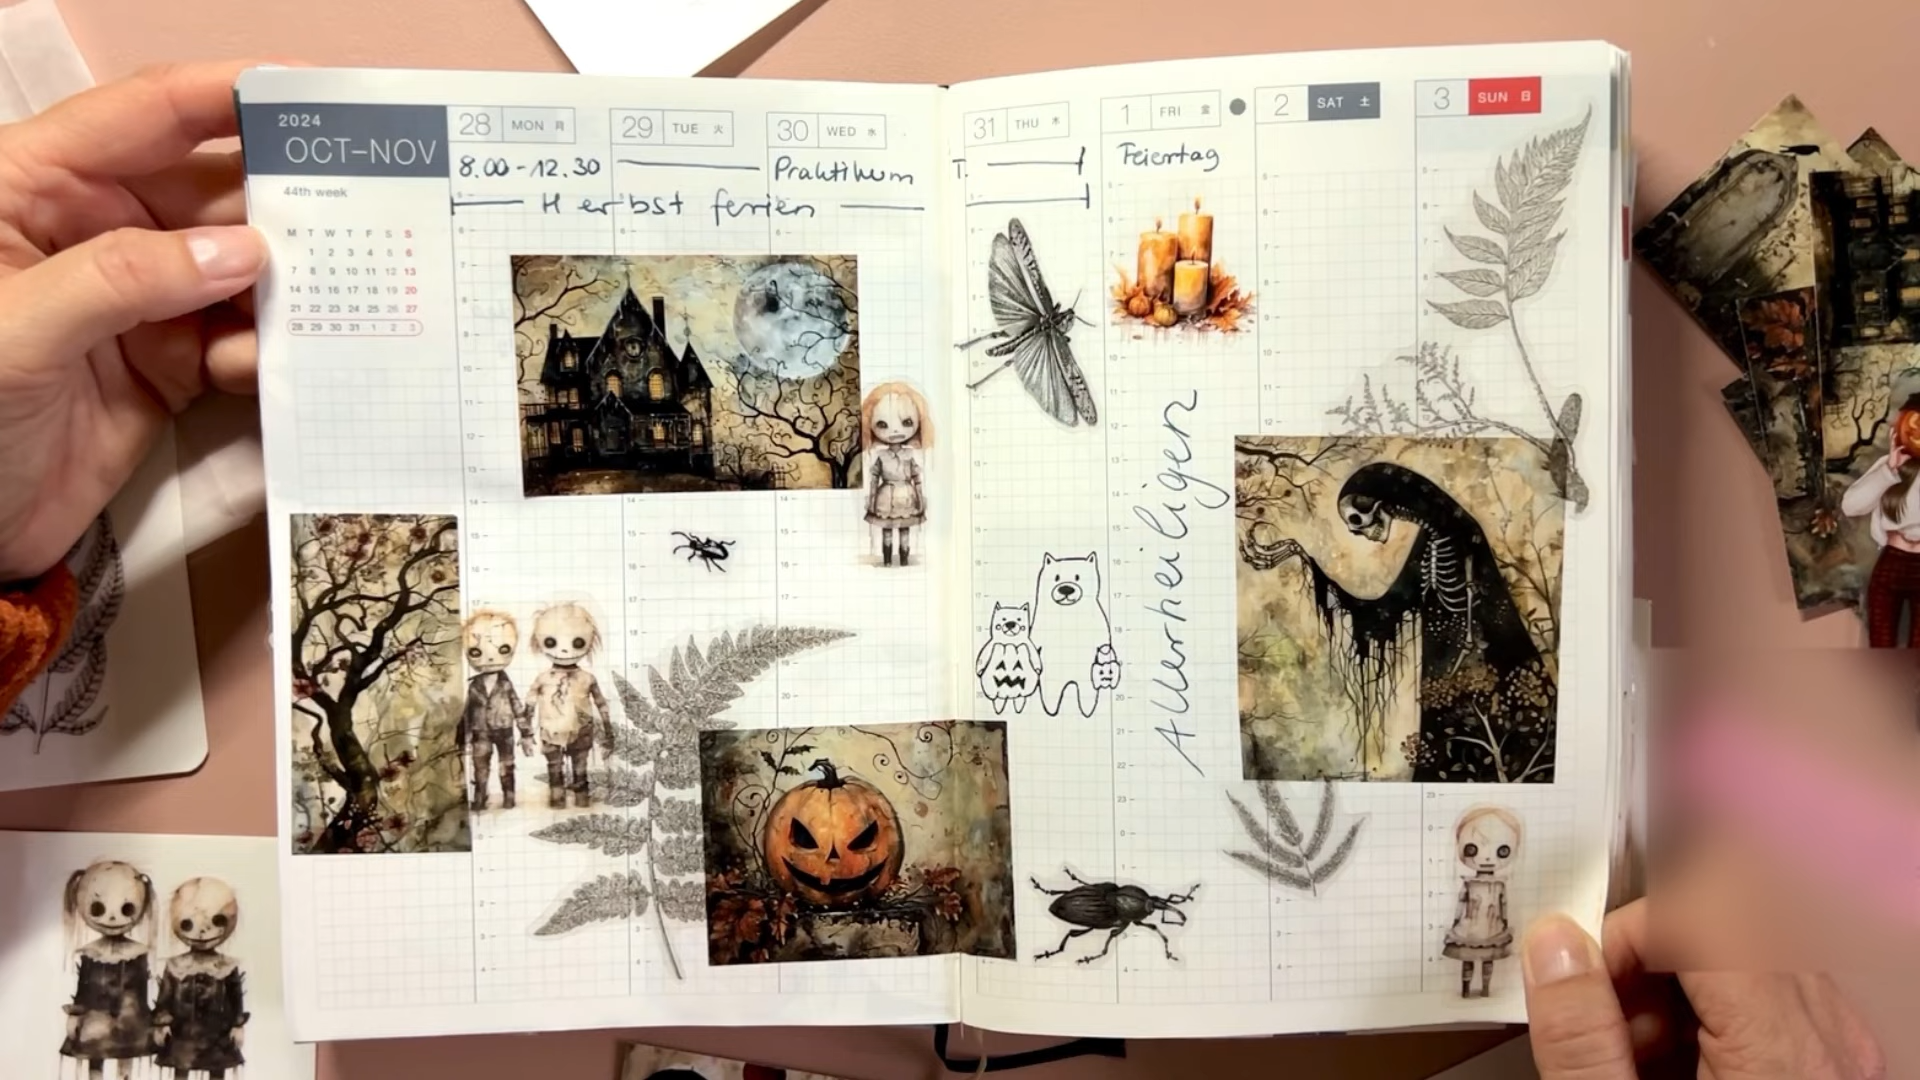 2024
OCT–NOV
44th week
M T W T F S S
1 2 3 4 5 6
7 8 9 10 11 12 13
14 15 16 17 18 19 20
21 22 23 24 25 26 27
28 29 30 31 1 2 3
28 MON 月
29 TUE 火
30 WED 水
31 THU 木
1 FRI 金
2 SAT 土
3 SUN 日
8.00-12.30
Praktikum
T.
Feiertag
Herbstferien
Allerheiligen